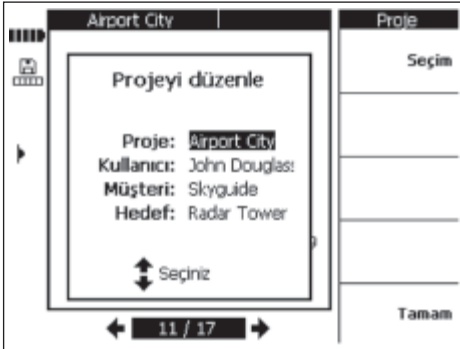 Airport City
Proje
Seçim
Projeyi düzenle
Proje: Airport City
Kullanıcı: John Douglas
Müşteri: Skyguide
Hedef: Radar Tower
Seçiniz
11 / 17
Tamam